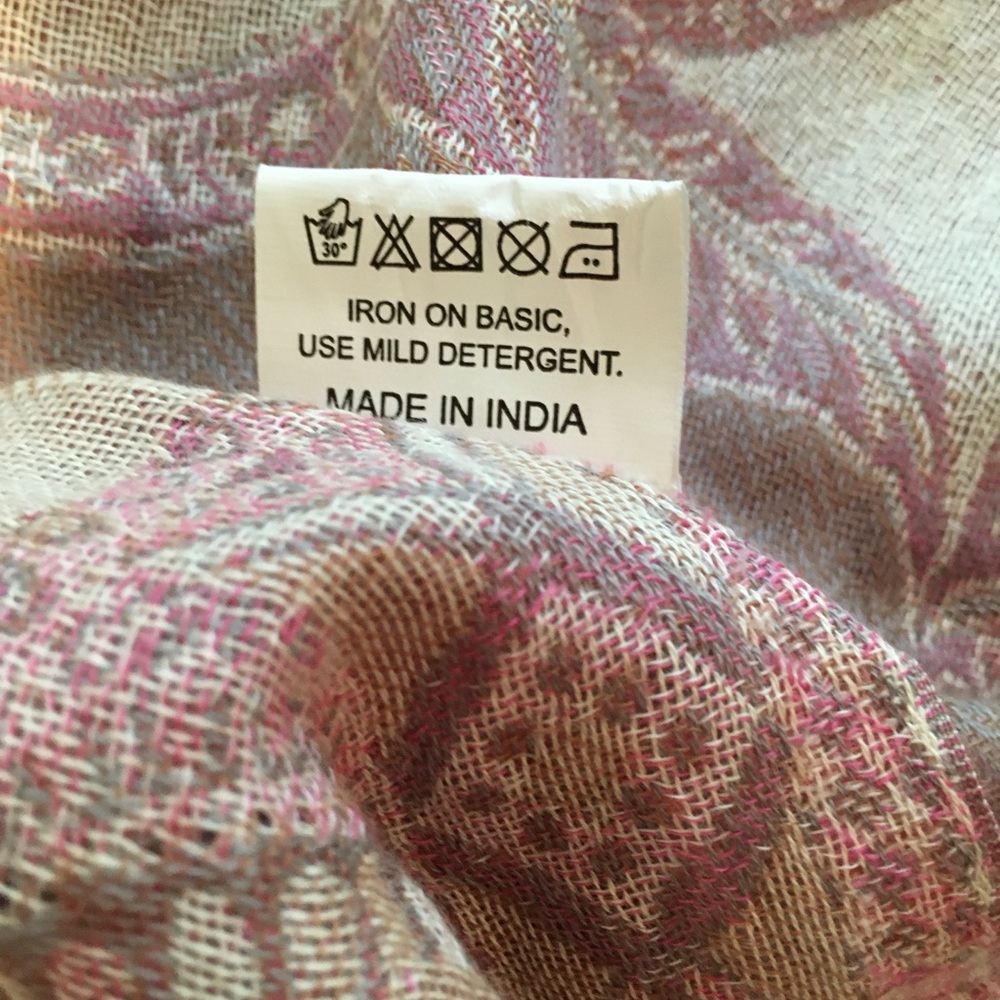 30°
IRON ON BASIC,
USE MILD DETERGENT.
MADE IN INDIA